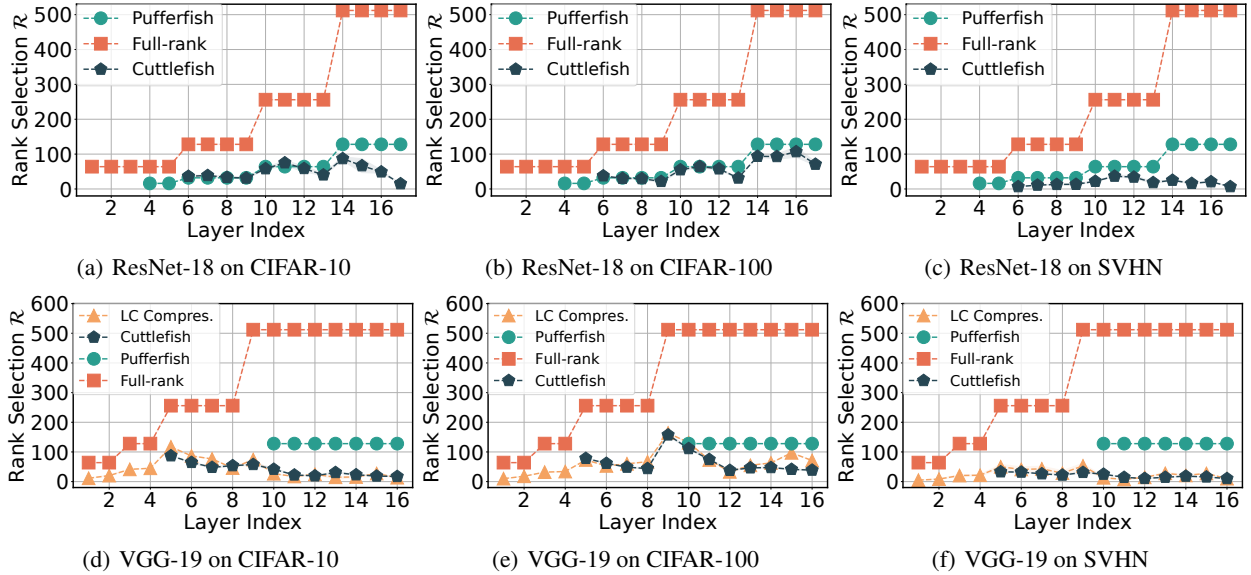 Rank Selection R
500
400
300
200
100
0
Pufferfish
Full-rank
Cuttlefish
2 4 6 8 10 12 14 16
Layer Index
(a) ResNet-18 on CIFAR-10
Rank Selection R
500
400
300
200
100
0
Pufferfish
Full-rank
Cuttlefish
2 4 6 8 10 12 14 16
Layer Index
(b) ResNet-18 on CIFAR-100
Rank Selection R
500
400
300
200
100
0
Pufferfish
Full-rank
Cuttlefish
2 4 6 8 10 12 14 16
Layer Index
(c) ResNet-18 on SVHN
Rank Selection R
600
500
400
300
200
100
0
LC Compres.
Cuttlefish
Pufferfish
Full-rank
2 4 6 8 10 12 14 16
Layer Index
(d) VGG-19 on CIFAR-10
Rank Selection R
600
500
400
300
200
100
0
LC Compres.
Pufferfish
Full-rank
Cuttlefish
2 4 6 8 10 12 14 16
Layer Index
(e) VGG-19 on CIFAR-100
Rank Selection R
600
500
400
300
200
100
0
LC Compres.
Pufferfish
Full-rank
Cuttlefish
2 4 6 8 10 12 14 16
Layer Index
(f) VGG-19 on SVHN